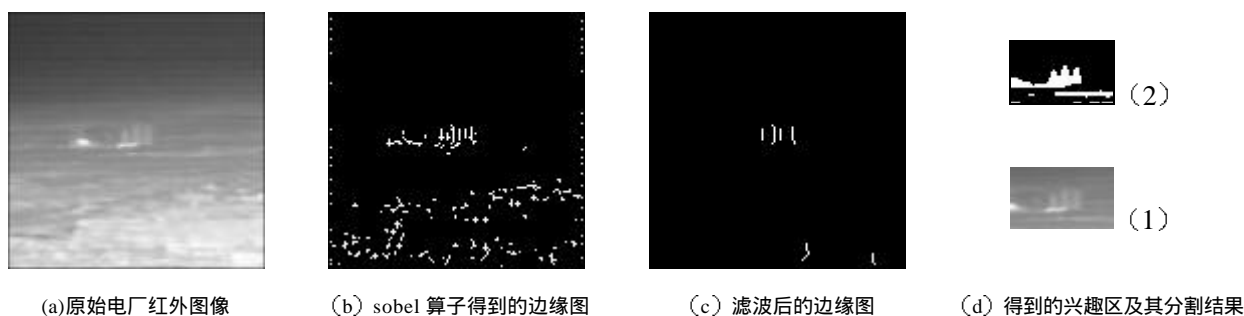 （2）
（1）
(a)原始电厂红外图像
（b）sobel 算子得到的边缘图
（c）滤波后的边缘图
（d）得到的兴趣区及其分割结果